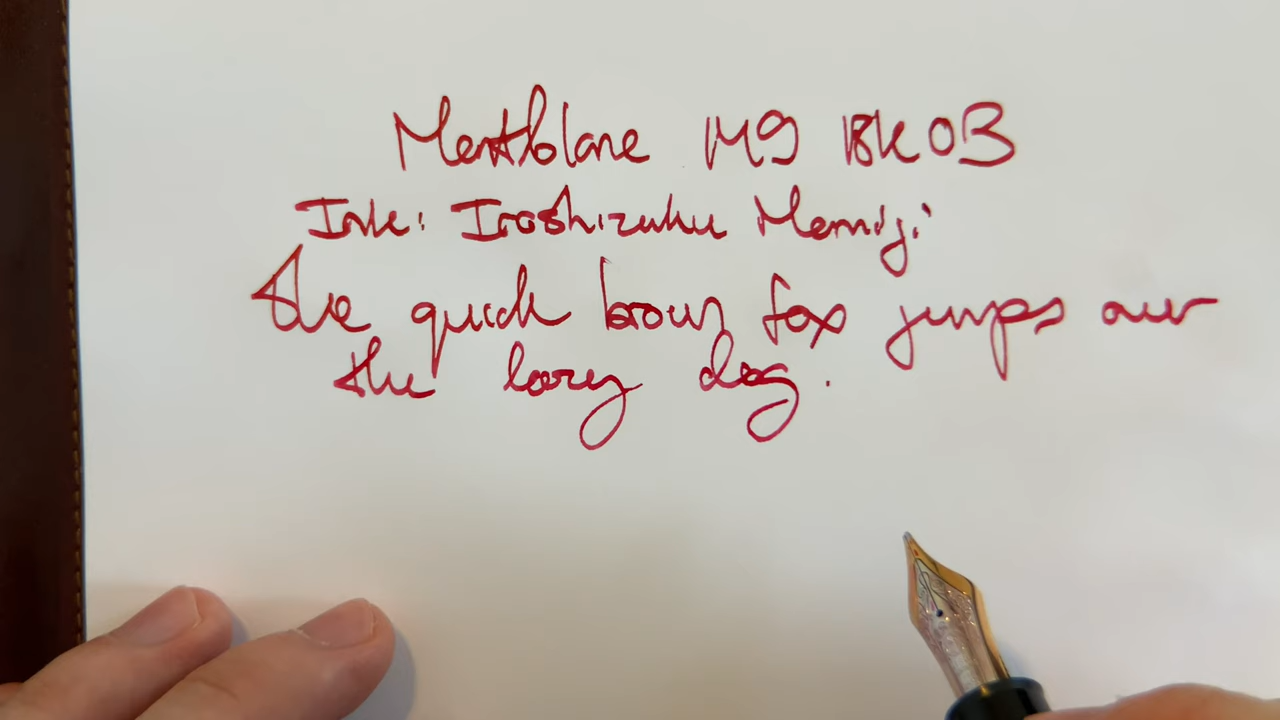 Montblanc 149 18K OB
Ink: Iroshizuku Momiji
the quick brown fox jumps over
the lazy dog.